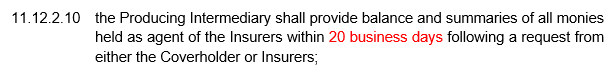 11.12.2.10 the Producing Intermediary shall provide balance and summaries of all monies
held as agent of the Insurers within 20 business days following a request from
either the Coverholder or Insurers;